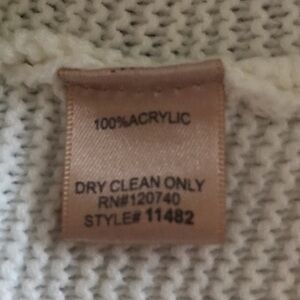 100%ACRYLIC
DRY CLEAN ONLY
RN#120740
STYLE# 11482